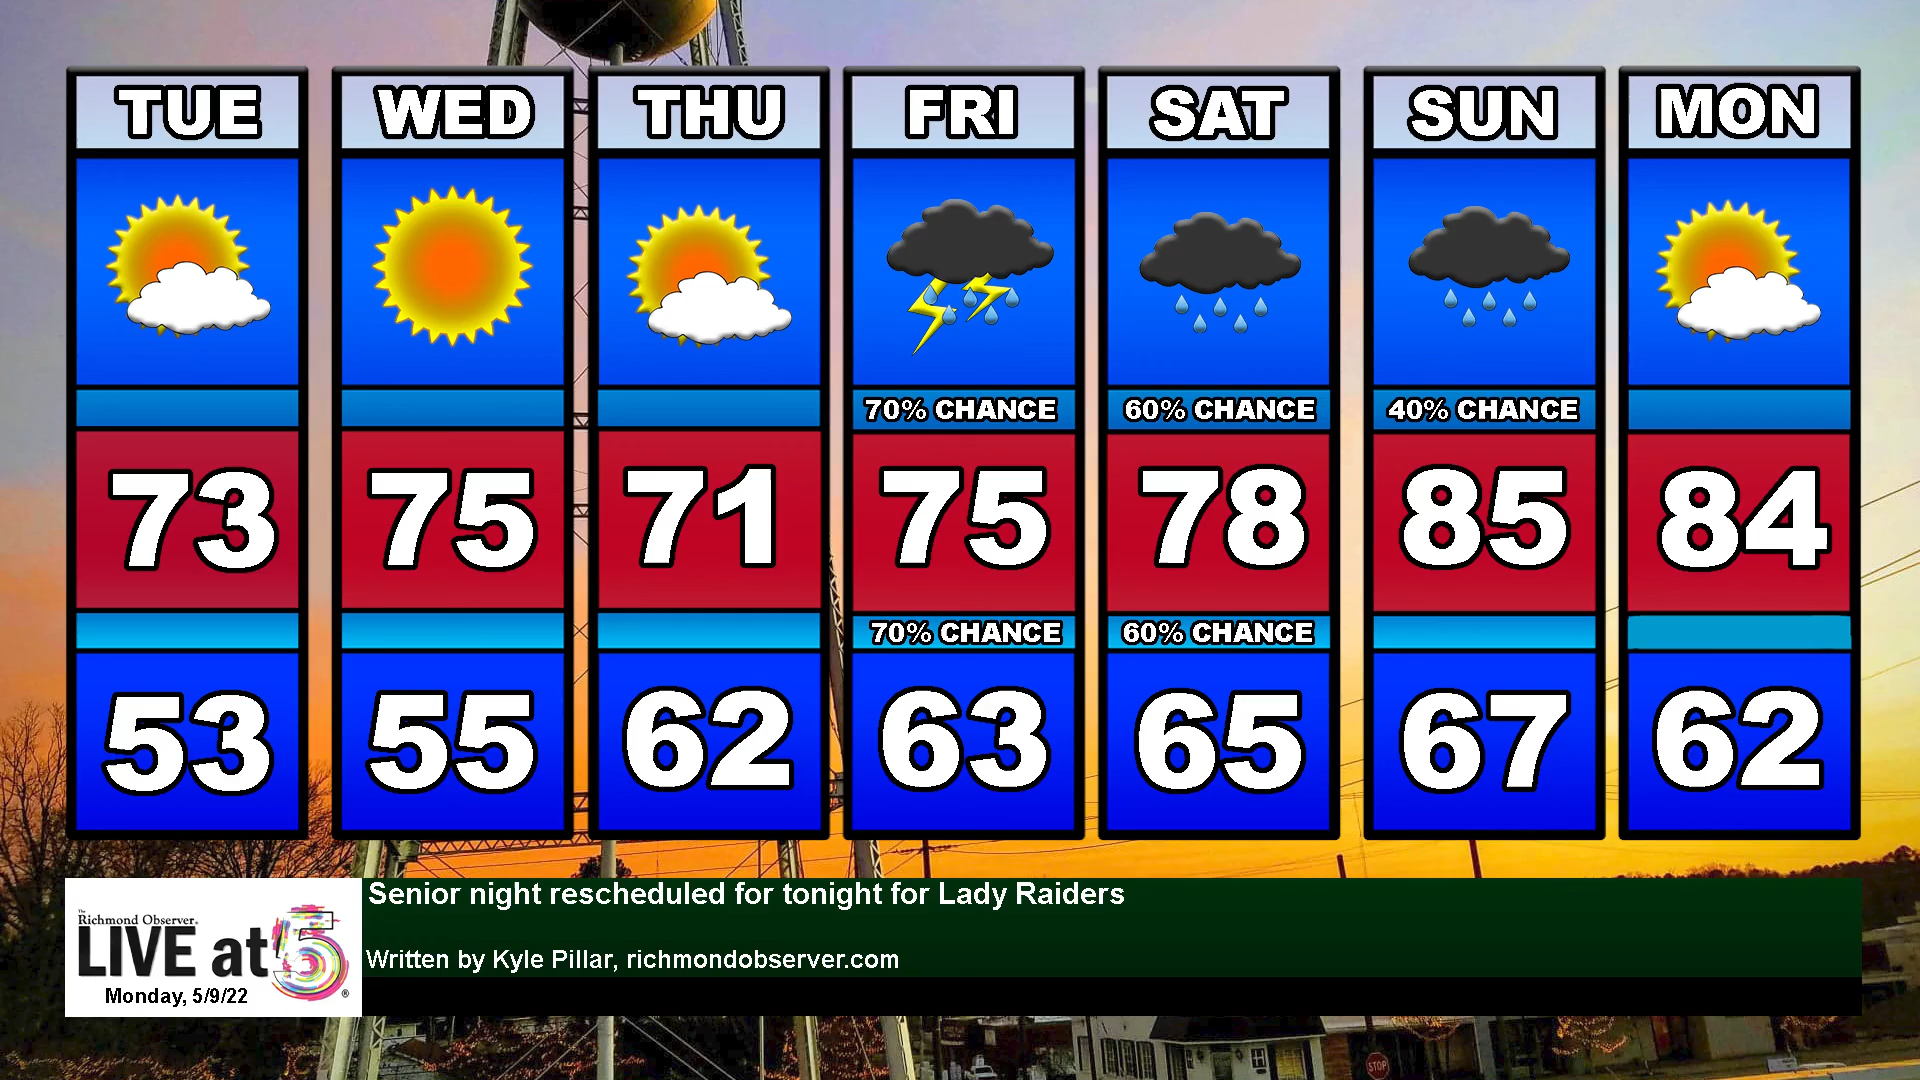 TUE
WED
THU
FRI
SAT
SUN
MON
70% CHANCE
60% CHANCE
40% CHANCE
73
75
71
75
78
85
84
70% CHANCE
60% CHANCE
53
55
62
63
65
67
62
The
Richmond Observer.
LIVE at 5
®
Monday, 5/9/22
Senior night rescheduled for tonight for Lady Raiders
Written by Kyle Pillar, richmondobserver.com
STOP